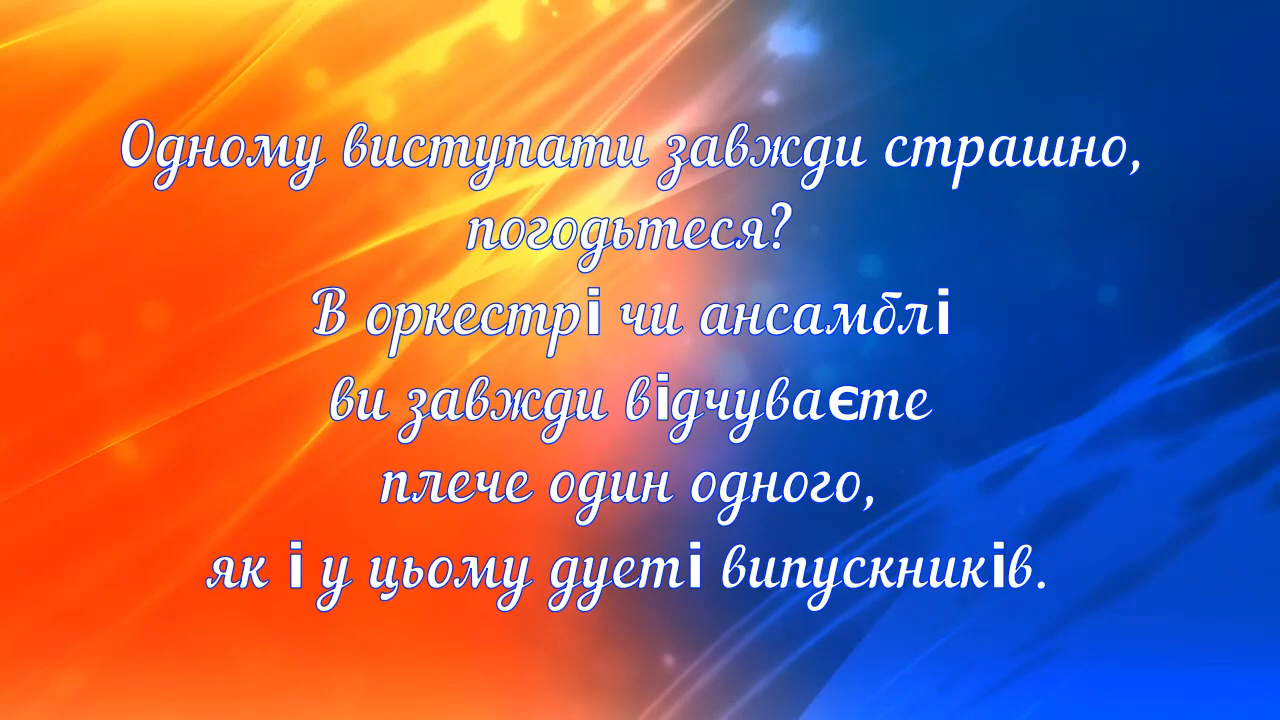 Одному виступати завжди страшно,
погодьтеся?
В оркестрі чи ансамблі
ви завжди відчуваєте
плече один одного,
як і у цьому дуеті випускників.